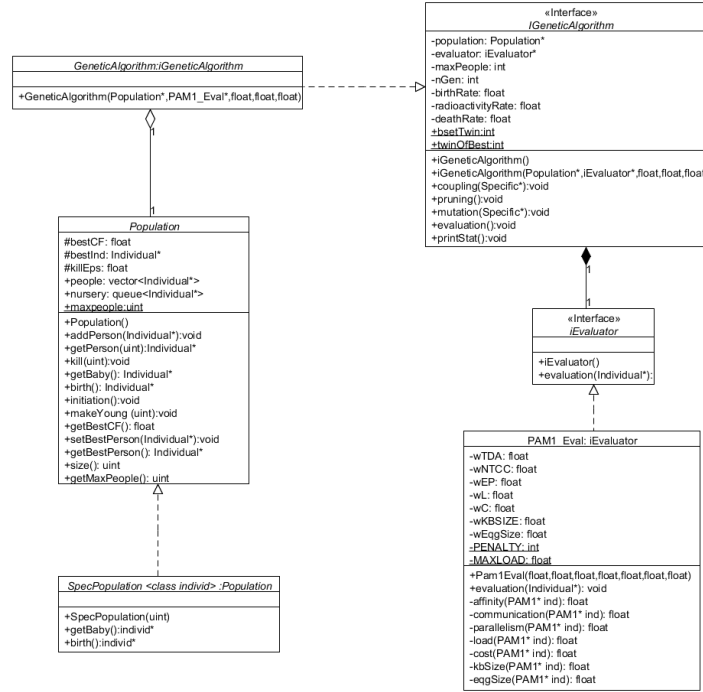 GeneticAlgorithm:iGeneticAlgorithm
+GeneticAlgorithm(Population*,PAM1_Eval*,float,float,float)
1
1
Population
#bestCF: float
#bestInd: Individual*
#killEps: float
+people: vector<Individual*>
+nursery: queue<Individual*>
+maxpeople:uint
+Population()
+addPerson(Individual*):void
+getPerson(uint):Individual*
+kill(uint):void
+getBaby(): Individual*
+birth(): Individual*
+initiation():void
+makeYoung (uint):void
+getBestCF(): float
+setBestPerson(Individual*):void
+getBestPerson(): Individual*
+size(): uint
+getMaxPeople(): uint
SpecPopulation <class individ> :Population
+SpecPopulation(uint)
+getBaby():individ*
+birth():individ*
«Interface»
IGeneticAlgorithm
-population: Population*
-evaluator: iEvaluator*
-maxPeople: int
-nGen: int
-birthRate: float
-radioactivityRate: float
-deathRate: float
+bsetTwin:int
+twinOfBest:int
+iGeneticAlgorithm()
+iGeneticAlgorithm(Population*,iEvaluator*,float,float,float
+coupling(Specific*):void
+pruning():void
+mutation(Specific*):void
+evaluation():void
+printStat():void
1
1
«Interface»
iEvaluator
+iEvaluator()
+evaluation(Individual*):
PAM1_Eval: iEvaluator
-wTDA: float
-wNTCC: float
-wEP: float
-wL: float
-wC: float
-wKBSIZE: float
-wEqgSize: float
-PENALTY: int
-MAXLOAD: float
+Pam1Eval(float,float,float,float,float,float,float)
+evaluation(Individual*): void
-affinity(PAM1* ind): float
-communication(PAM1* ind): float
-parallelism(PAM1* ind): float
-load(PAM1* ind): float
-cost(PAM1* ind): float
-kbSize(PAM1* ind): float
-eqgSize(PAM1* ind): float